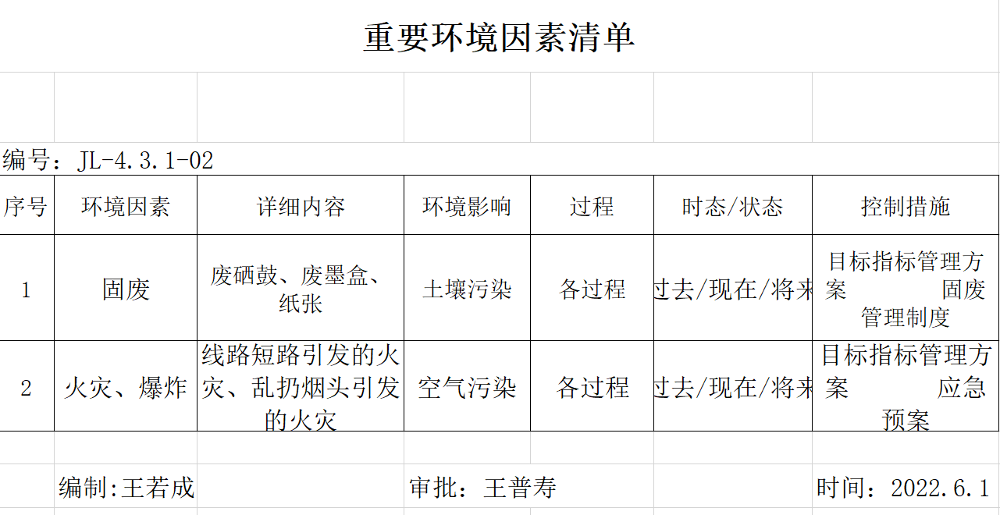 重要环境因素清单
编号：JL-4.3.1-02
序号 环境因素 详细内容 环境影响 过程 时态/状态 控制措施
1 固废 废硒鼓、废墨盒、
纸张 土壤污染 各过程 过去/现在/将来 目标指标管理方
案 固废
管理制度
2 火灾、爆炸 线路短路引发的火
灾、乱扔烟头引发
的火灾 空气污染 各过程 过去/现在/将来 目标指标管理方
案 应急
预案
编制:王若成 审批：王普寿 时间：2022.6.1